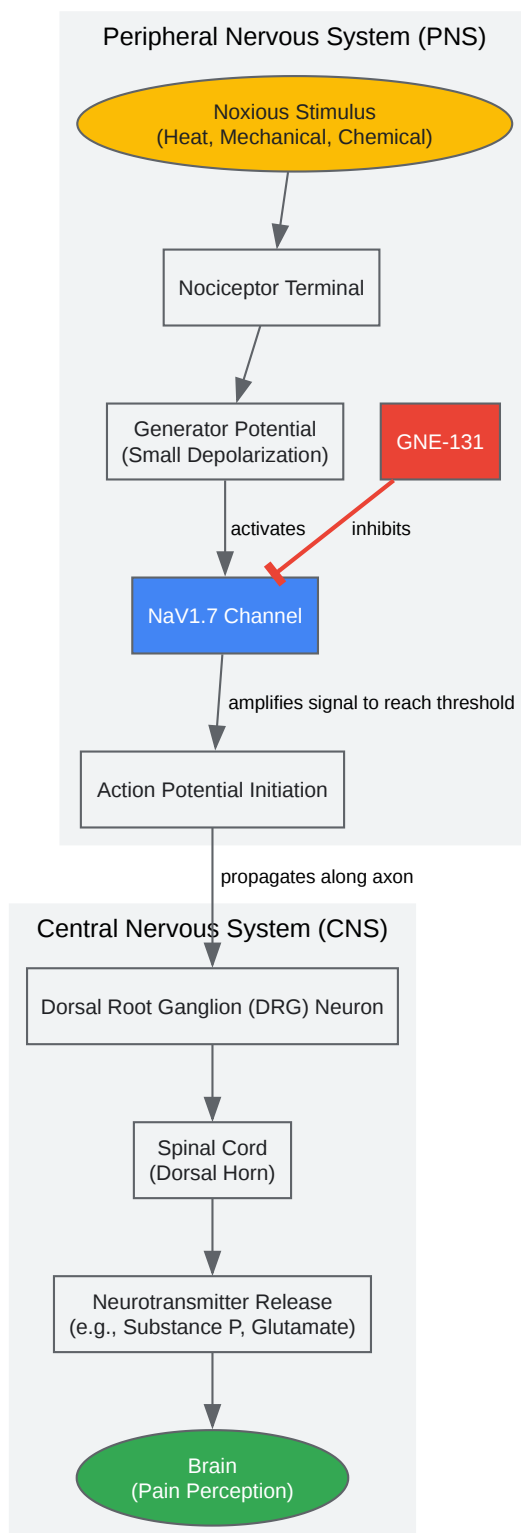 Peripheral Nervous System (PNS)
Noxious Stimulus
(Heat, Mechanical, Chemical)
Nociceptor Terminal
Generator Potential
(Small Depolarization)
GNE-131
activates
inhibits
NaV1.7 Channel
amplifies signal to reach threshold
Action Potential Initiation
propagates along axon
Central Nervous System (CNS)
Dorsal Root Ganglion (DRG) Neuron
Spinal Cord
(Dorsal Horn)
Neurotransmitter Release
(e.g., Substance P, Glutamate)
Brain
(Pain Perception)